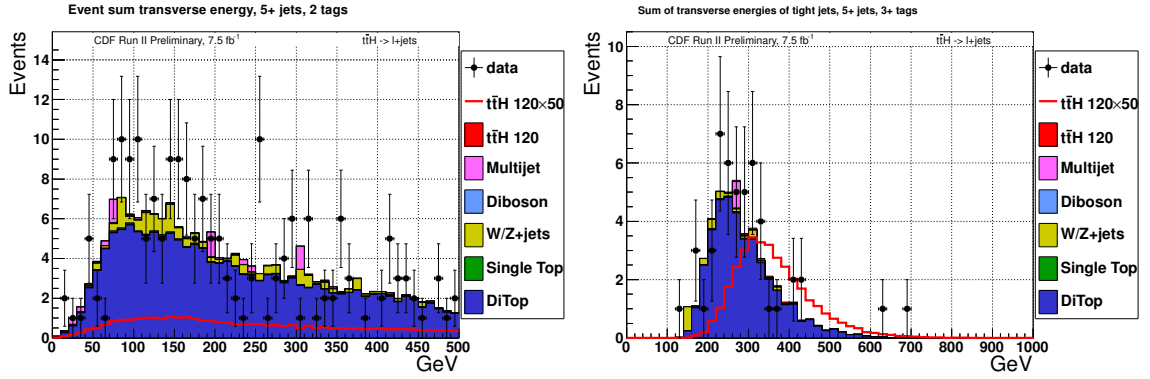 Event sum transverse energy, 5+ jets, 2 tags
CDF Run II Preliminary, 7.5 fb⁻¹
tt̄H -> l+jets
Events
14
12
10
8
6
4
2
0
0 50 100 150 200 250 300 350 400 450 500
GeV
data
tt̄H 120×50
tt̄H 120
Multijet
Diboson
W/Z+jets
Single Top
DiTop
Sum of transverse energies of tight jets, 5+ jets, 3+ tags
CDF Run II Preliminary, 7.5 fb⁻¹
tt̄H -> l+jets
Events
10
8
6
4
2
0
0 100 200 300 400 500 600 700 800 900 1000
GeV
data
tt̄H 120×50
tt̄H 120
Multijet
Diboson
W/Z+jets
Single Top
DiTop